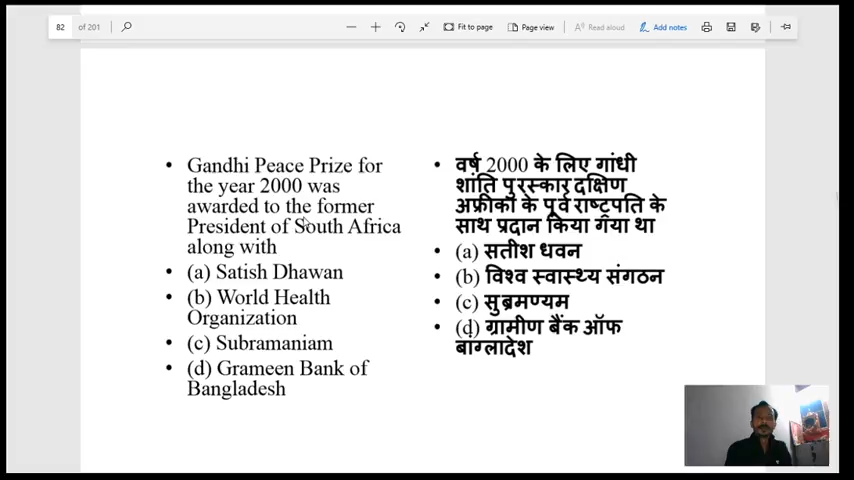 82 of 201
Fit to page
Page view
Read aloud
Add notes
• Gandhi Peace Prize for
the year 2000 was
awarded to the former
President of South Africa
along with
• (a) Satish Dhawan
• (b) World Health
Organization
• (c) Subramaniam
• (d) Grameen Bank of
Bangladesh
• वर्ष 2000 के लिए गांधी
शांति पुरस्कार दक्षिण
अफ्रीका के पूर्व राष्ट्रपति के
साथ प्रदान किया गया था
• (a) सतीश धवन
• (b) विश्व स्वास्थ्य संगठन
• (c) सुब्रमण्यम
• (d) ग्रामीण बैंक ऑफ
बांग्लादेश